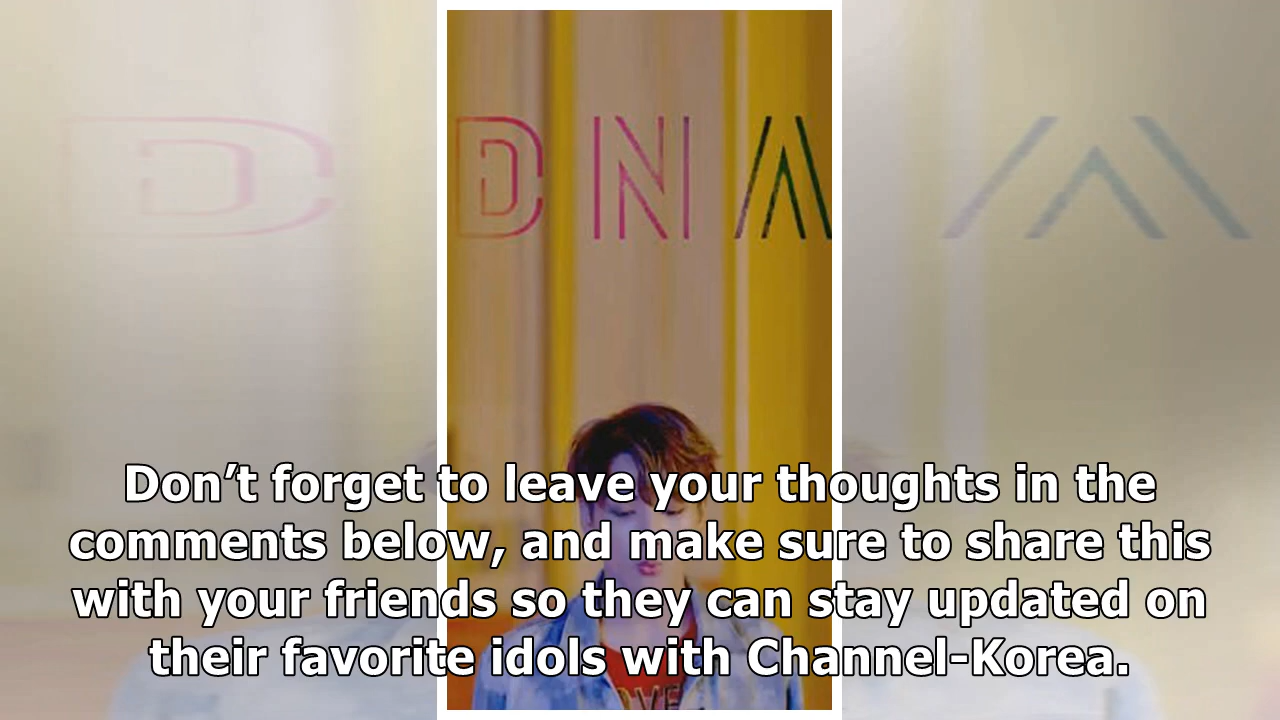 DNA
Don’t forget to leave your thoughts in the
comments below, and make sure to share this
with your friends so they can stay updated on
their favorite idols with Channel-Korea.